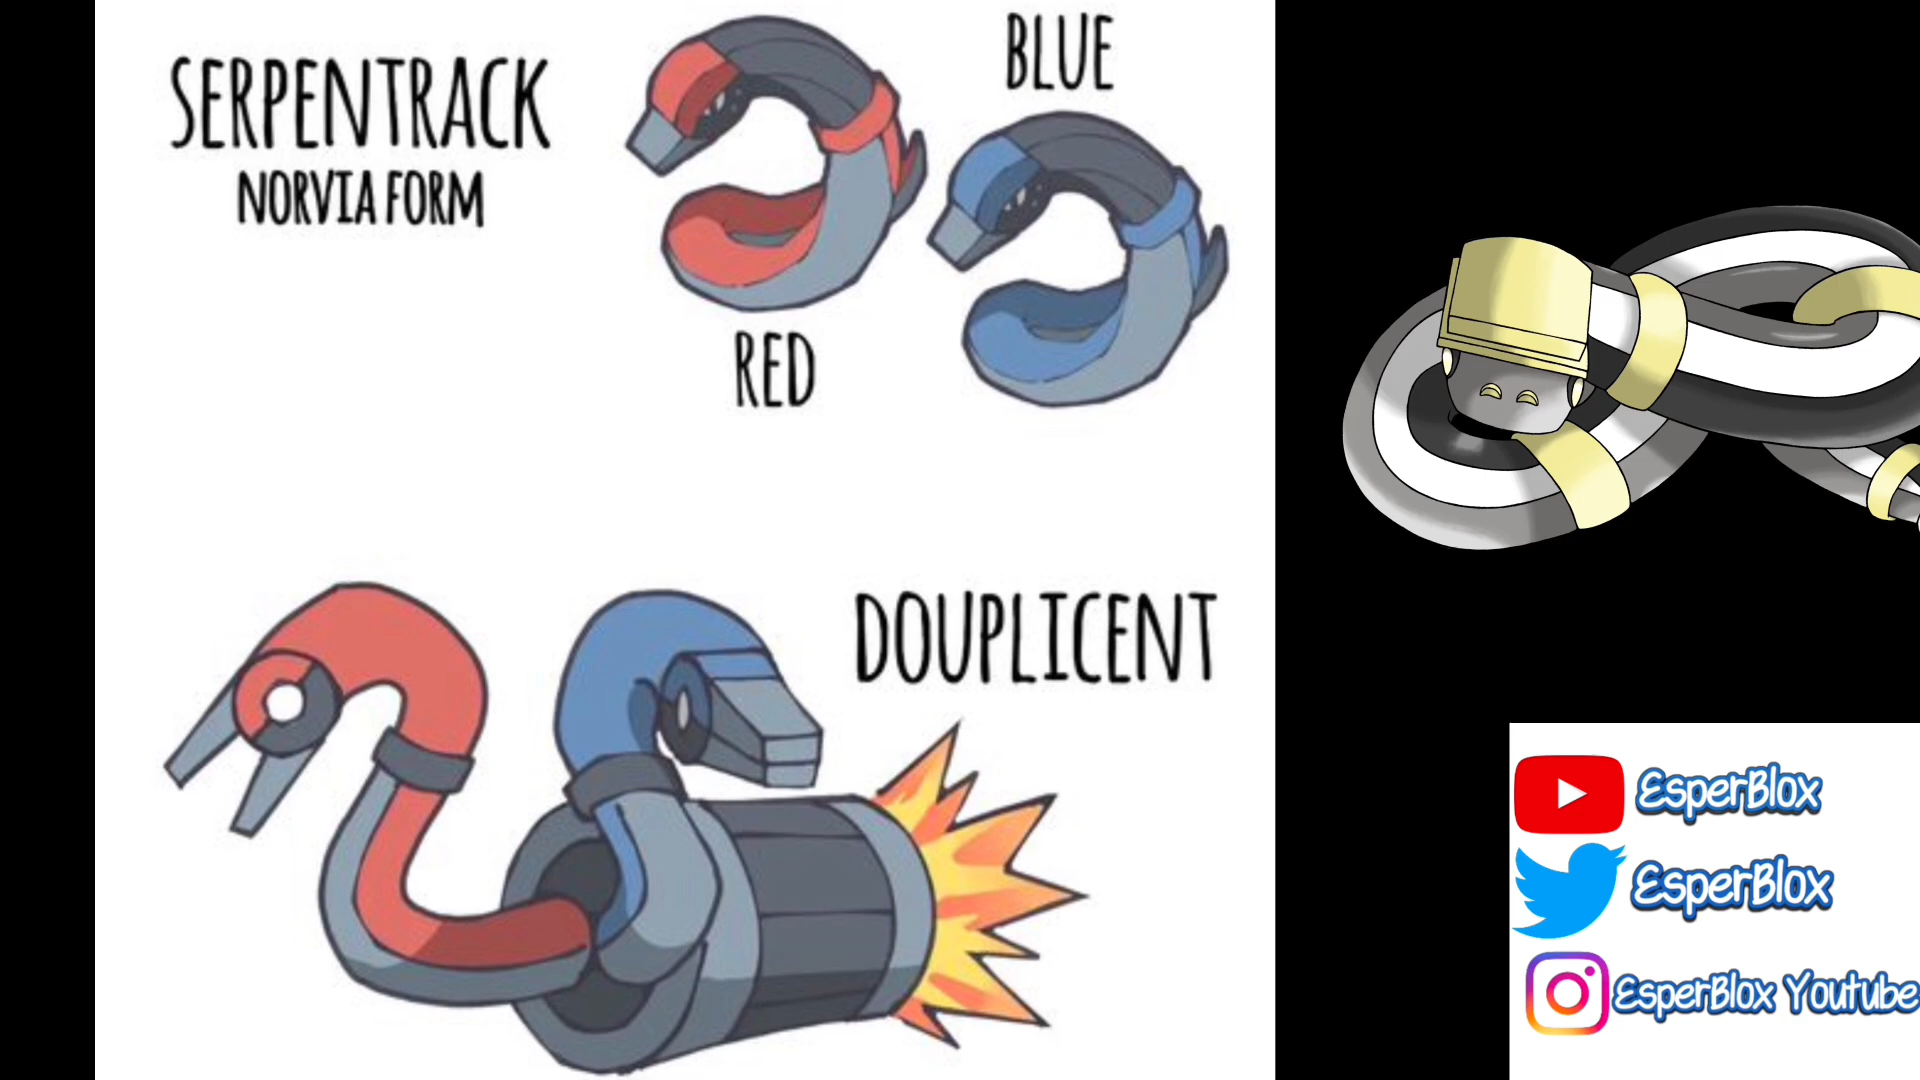 SERPENTRACK
NORVIA FORM
BLUE
RED
DOUPLICENT
EsperBlox
EsperBlox
EsperBlox Youtube